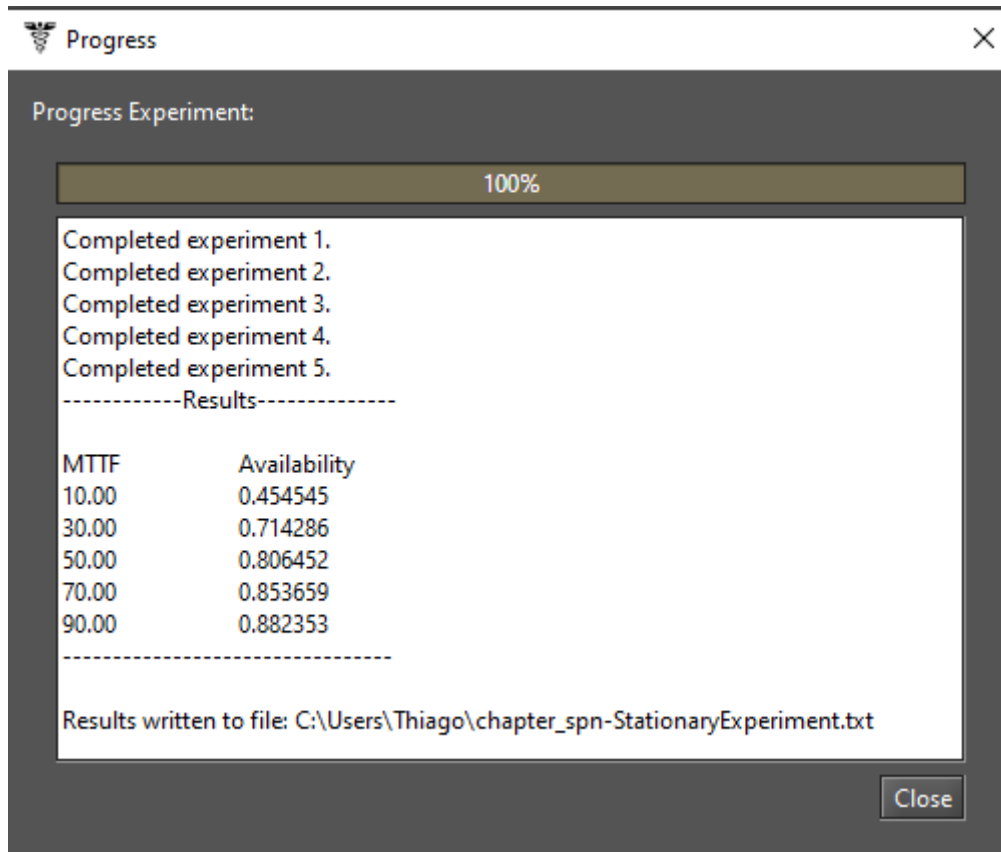 Progress
Progress Experiment:
100%
Completed experiment 1.
Completed experiment 2.
Completed experiment 3.
Completed experiment 4.
Completed experiment 5.
------------Results--------------
MTTF Availability
10.00 0.454545
30.00 0.714286
50.00 0.806452
70.00 0.853659
90.00 0.882353
---------------------------------
Results written to file: C:\Users\Thiago\chapter_spn-StationaryExperiment.txt
Close